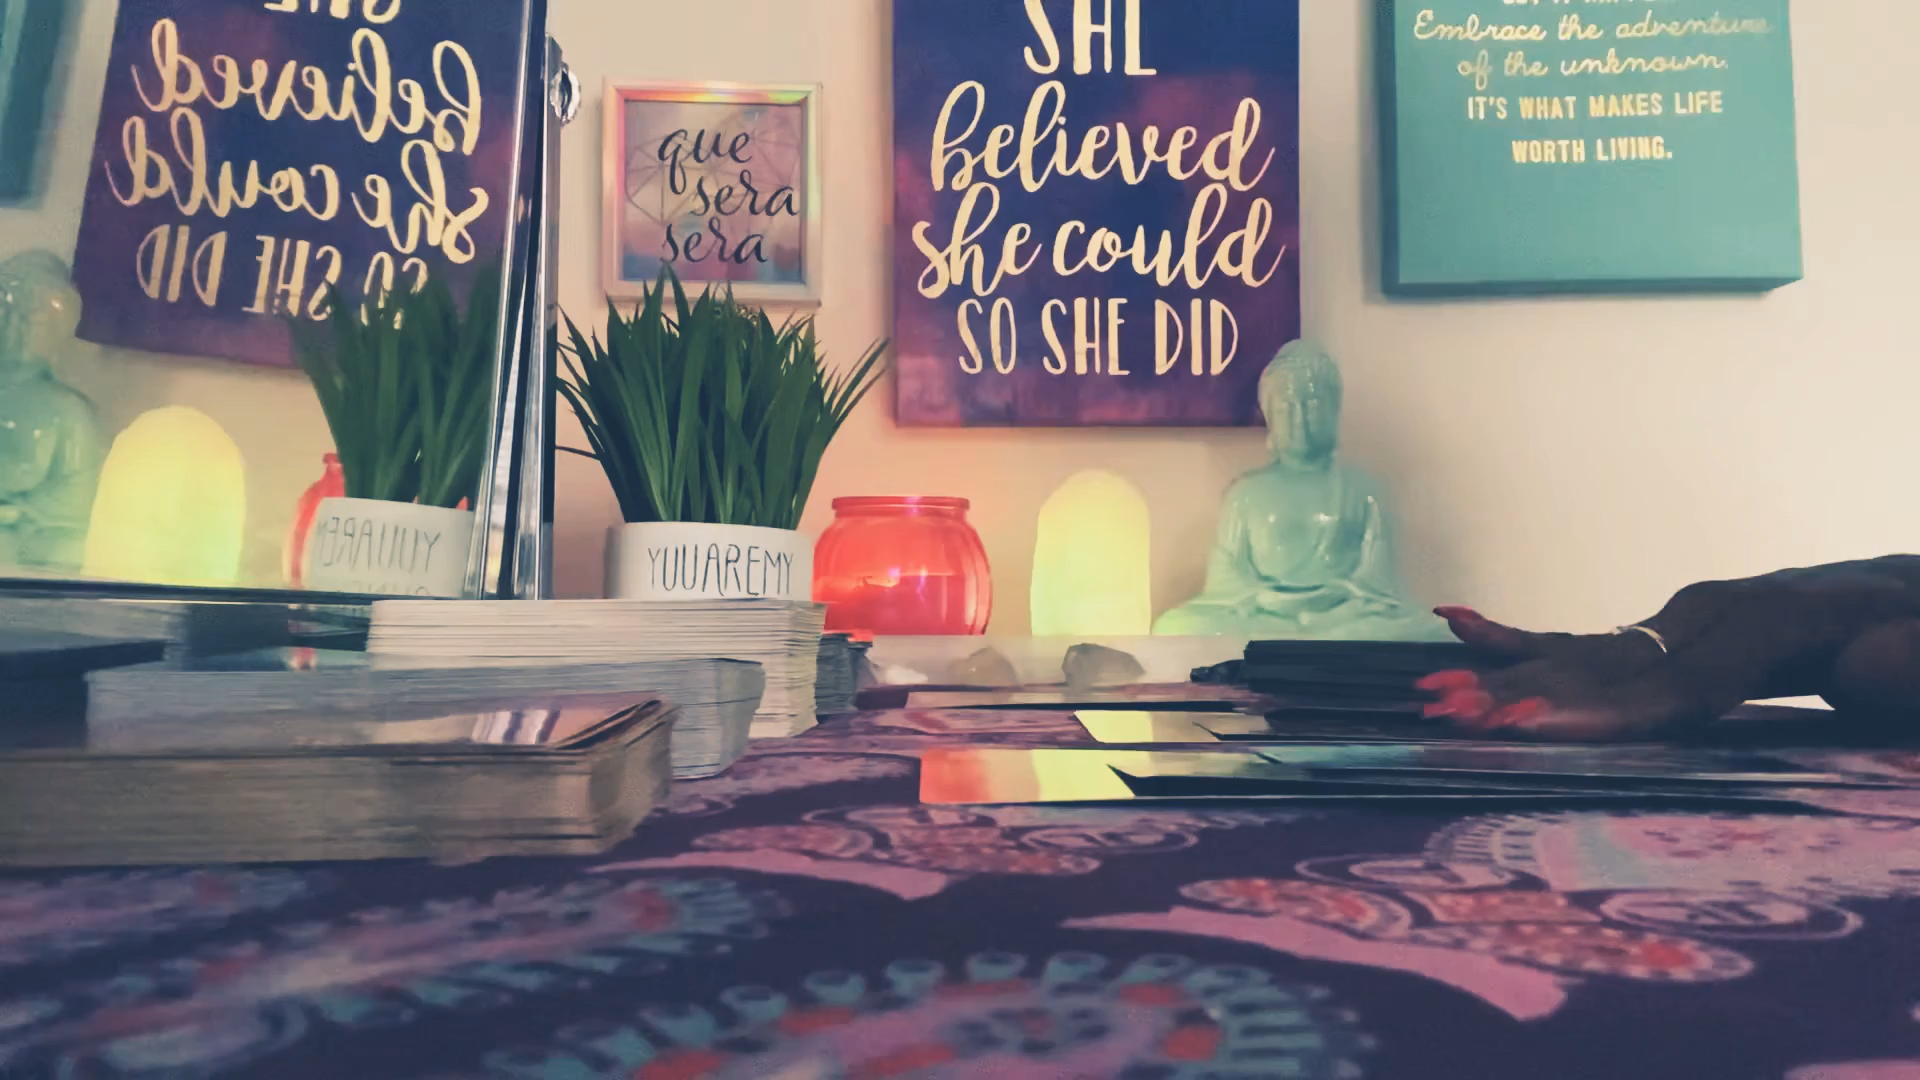 que
sera
sera
SHE
believed
she could
SO SHE DID
Embrace the adventure
of the unknown.
IT'S WHAT MAKES LIFE
WORTH LIVING.
YUUAREMY
believed
she could
SO SHE DID